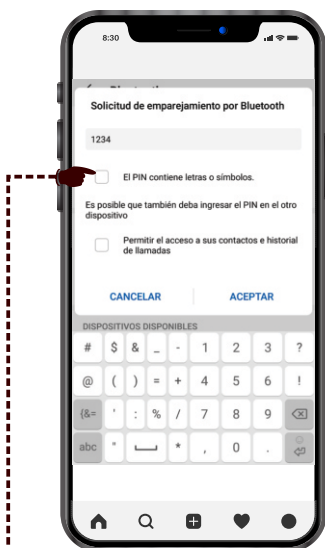 8:30
Solicitud de emparejamiento por Bluetooth
1234
El PIN contiene letras o símbolos.
Es posible que también deba ingresar el PIN en el otro
dispositivo
Permitir el acceso a sus contactos e historial
de llamadas
CANCELAR ACEPTAR
DISPOSITIVOS DISPONIBLES
# $ & _ - 1 2 3 ?
@ ( ) = + 4 5 6 !
{&= ' : % / 7 8 9
abc " * , 0 .